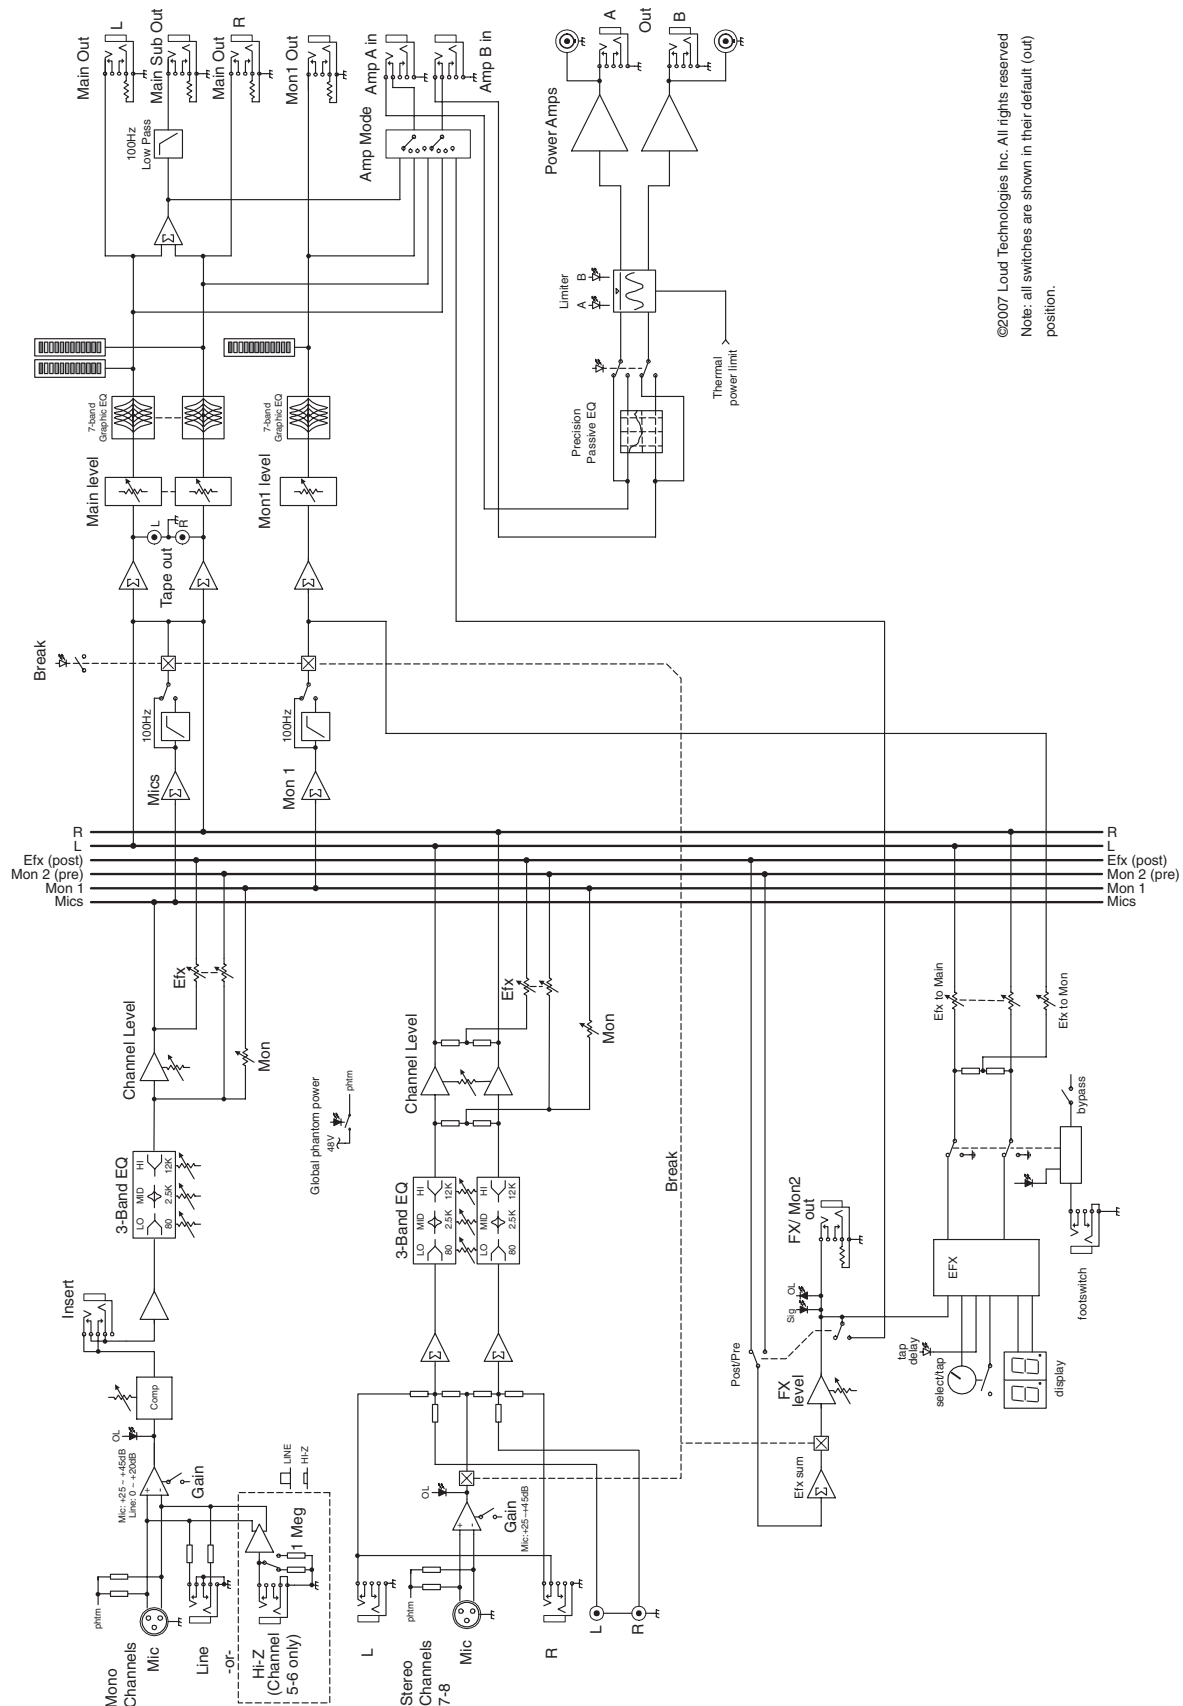 Mono
Channels
Mic
phtm
Mic: +25 ~ +45dB
Line: 0 ~ +20dB
OL
+
-
Gain
Line
-or-
Hi-Z
(Channel
5-6 only)
1 Meg
LINE
HI-Z
Comp
Insert
3-Band EQ
LO
MID
HI
80
2.5K
12K
Channel Level
Efx
Mon
Global phantom power
48V
phtm
Stereo
Channels
7-8
L
phtm
Mic
R
L
R
+
-
OL
Gain
Mic:+25~+45dB
3-Band EQ
LO
MID
HI
80
2.5K
12K
LO
MID
HI
80
2.5K
12K
Channel Level
Efx
Mon
Break
Efx sum
FX
level
Post/Pre
Sig
OL
FX/ Mon2
out
select/tap
tap
delay
display
EFX
footswitch
bypass
Efx to Main
Efx to Mon
R
L
Efx (post)
Mon 2 (pre)
Mon 1
Mics
R
L
Efx (post)
Mon 2 (pre)
Mon 1
Mics
Mics
Mon 1
100Hz
100Hz
Break
Σ
Σ
Σ
Σ
Σ
Σ
Σ
Σ
Σ
Tape out
L
R
Main level
Mon1 level
7-band
Graphic EQ
7-band
Graphic EQ
100Hz
Low Pass
Main Out
L
Main Sub Out
Main Out
R
Mon1 Out
Amp Mode
Amp A in
Amp B in
Precision
Passive EQ
Limiter
A
B
Thermal
power limit
Power Amps
A
Out
B
©2007 Loud Technologies Inc. All rights reserved
Note: all switches are shown in their default (out)
position.